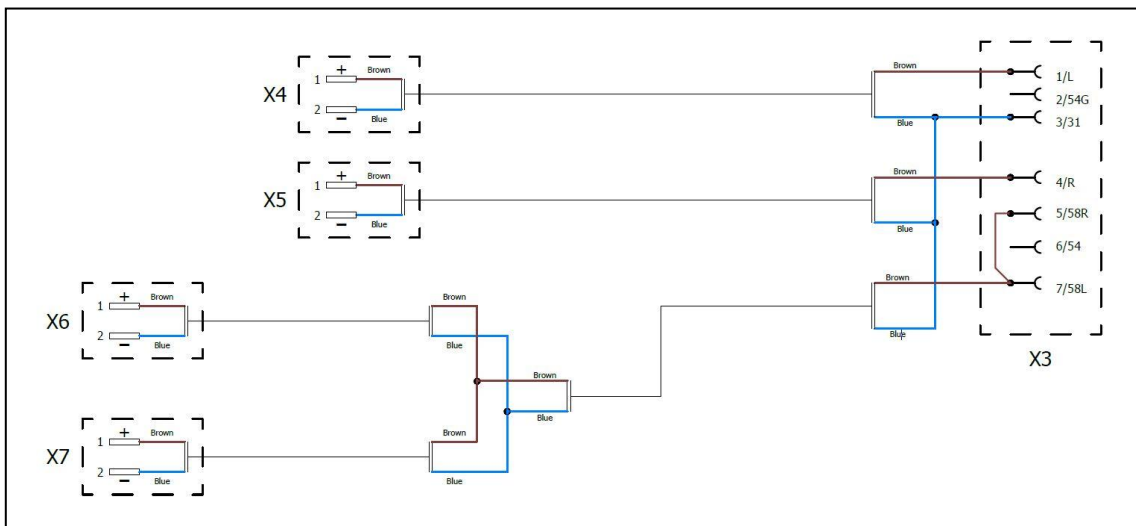 Brown
X4
1
+
2
−
Blue
Brown
Blue
1/L
2/54G
3/31
Brown
X5
1
+
2
−
Blue
Brown
Blue
4/R
5/58R
6/54
7/58L
X3
Brown
X6
1
+
2
−
Blue
Brown
Blue
Brown
Blue
Brown
Blue
Brown
X7
1
+
2
−
Blue
Brown
Blue